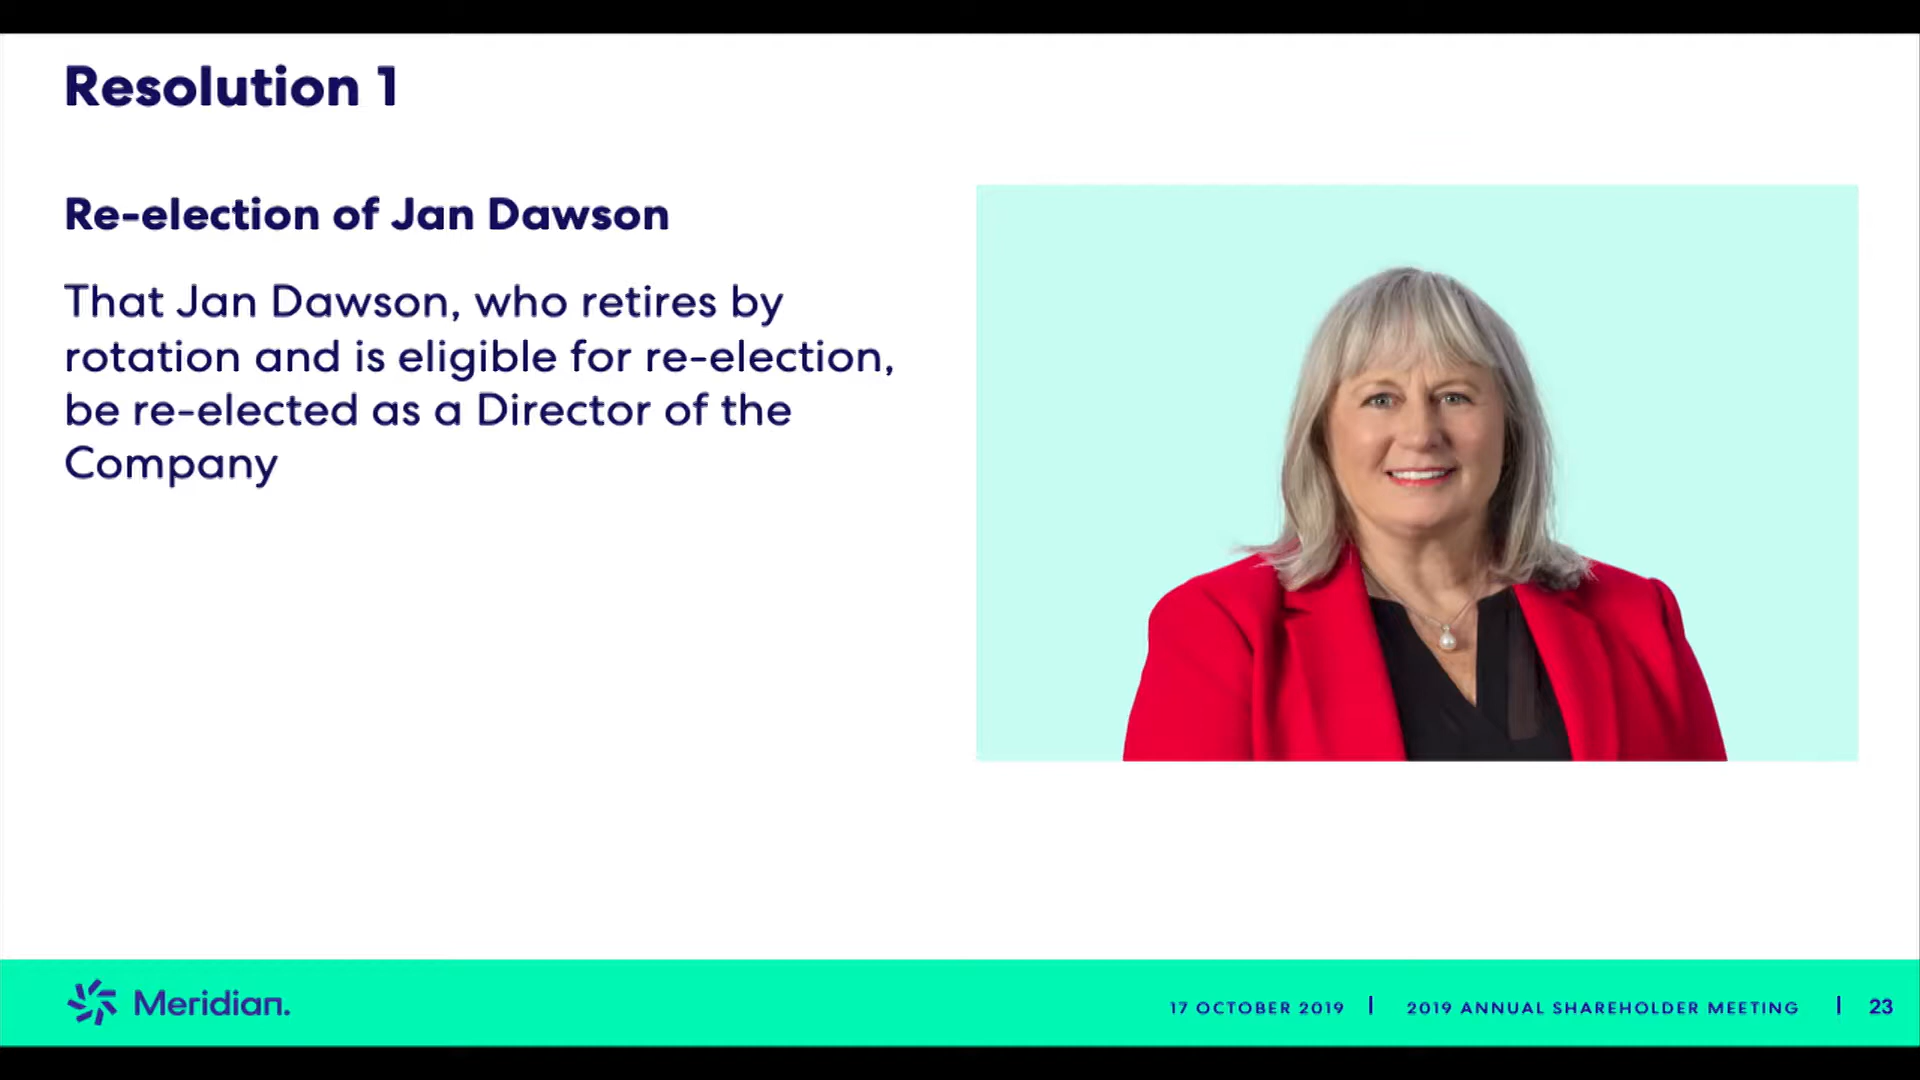 Resolution 1
Re-election of Jan Dawson
That Jan Dawson, who retires by
rotation and is eligible for re-election,
be re-elected as a Director of the
Company
Meridian.
17 OCTOBER 2019 | 2019 ANNUAL SHAREHOLDER MEETING | 23